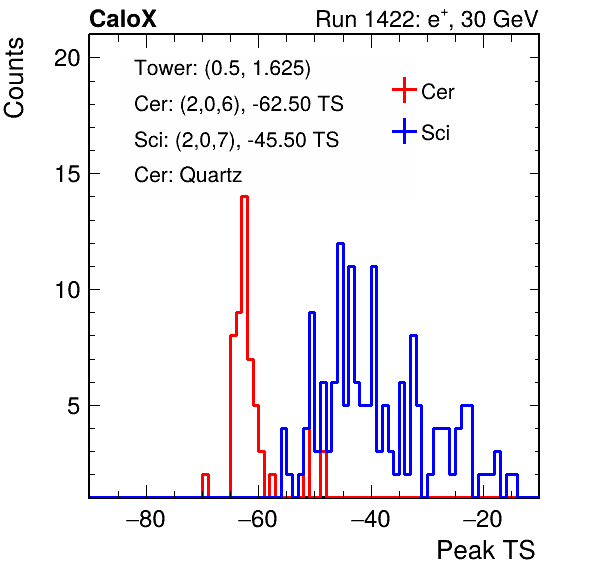 CaloX Run 1422: e⁺, 30 GeV
Counts
20
15
10
5
Tower: (0.5, 1.625)
Cer: (2,0,6), -62.50 TS
Sci: (2,0,7), -45.50 TS
Cer: Quartz
Cer
Sci
−80 −60 −40 −20
Peak TS